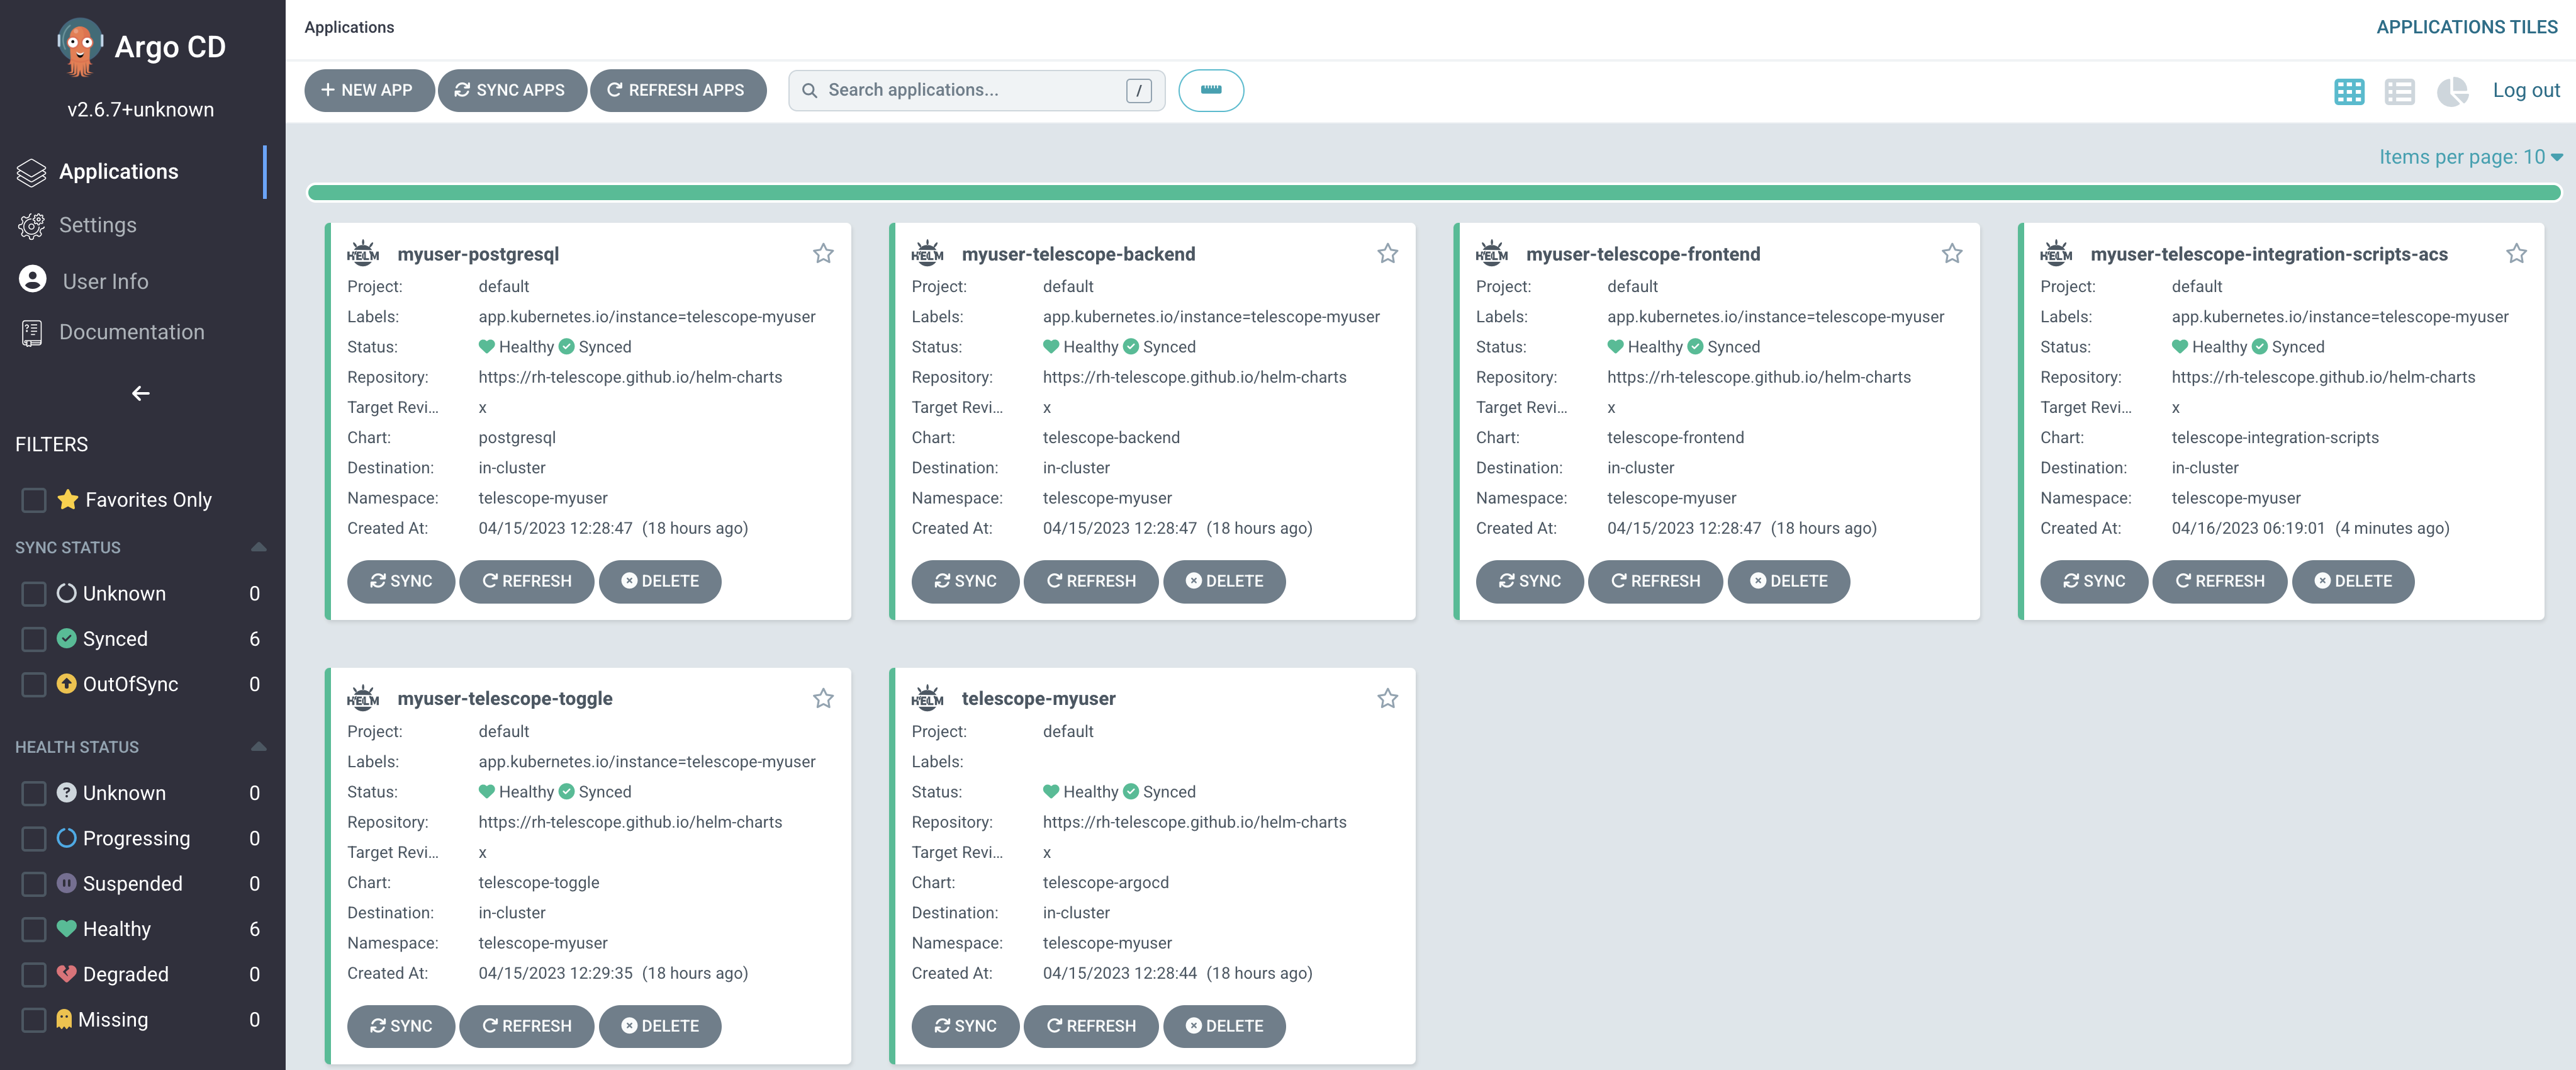 Argo CD
v2.6.7+unknown
Applications
Settings
User Info
Documentation
FILTERS
Favorites Only
SYNC STATUS
Unknown 0
Synced 6
OutOfSync 0
HEALTH STATUS
Unknown 0
Progressing 0
Suspended 0
Healthy 6
Degraded 0
Missing 0
Applications
APPLICATIONS TILES
NEW APP SYNC APPS REFRESH APPS Search applications... /
Log out
Items per page: 10
HELM myuser-postgresql
Project: default
Labels: app.kubernetes.io/instance=telescope-myuser
Status: Healthy Synced
Repository: https://rh-telescope.github.io/helm-charts
Target Revi... x
Chart: postgresql
Destination: in-cluster
Namespace: telescope-myuser
Created At: 04/15/2023 12:28:47 (18 hours ago)
SYNC REFRESH DELETE
HELM myuser-telescope-backend
Project: default
Labels: app.kubernetes.io/instance=telescope-myuser
Status: Healthy Synced
Repository: https://rh-telescope.github.io/helm-charts
Target Revi... x
Chart: telescope-backend
Destination: in-cluster
Namespace: telescope-myuser
Created At: 04/15/2023 12:28:47 (18 hours ago)
SYNC REFRESH DELETE
HELM myuser-telescope-frontend
Project: default
Labels: app.kubernetes.io/instance=telescope-myuser
Status: Healthy Synced
Repository: https://rh-telescope.github.io/helm-charts
Target Revi... x
Chart: telescope-frontend
Destination: in-cluster
Namespace: telescope-myuser
Created At: 04/15/2023 12:28:47 (18 hours ago)
SYNC REFRESH DELETE
HELM myuser-telescope-integration-scripts-acs
Project: default
Labels: app.kubernetes.io/instance=telescope-myuser
Status: Healthy Synced
Repository: https://rh-telescope.github.io/helm-charts
Target Revi... x
Chart: telescope-integration-scripts
Destination: in-cluster
Namespace: telescope-myuser
Created At: 04/16/2023 06:19:01 (4 minutes ago)
SYNC REFRESH DELETE
HELM myuser-telescope-toggle
Project: default
Labels: app.kubernetes.io/instance=telescope-myuser
Status: Healthy Synced
Repository: https://rh-telescope.github.io/helm-charts
Target Revi... x
Chart: telescope-toggle
Destination: in-cluster
Namespace: telescope-myuser
Created At: 04/15/2023 12:29:35 (18 hours ago)
SYNC REFRESH DELETE
HELM telescope-myuser
Project: default
Labels:
Status: Healthy Synced
Repository: https://rh-telescope.github.io/helm-charts
Target Revi... x
Chart: telescope-argocd
Destination: in-cluster
Namespace: telescope-myuser
Created At: 04/15/2023 12:28:44 (18 hours ago)
SYNC REFRESH DELETE